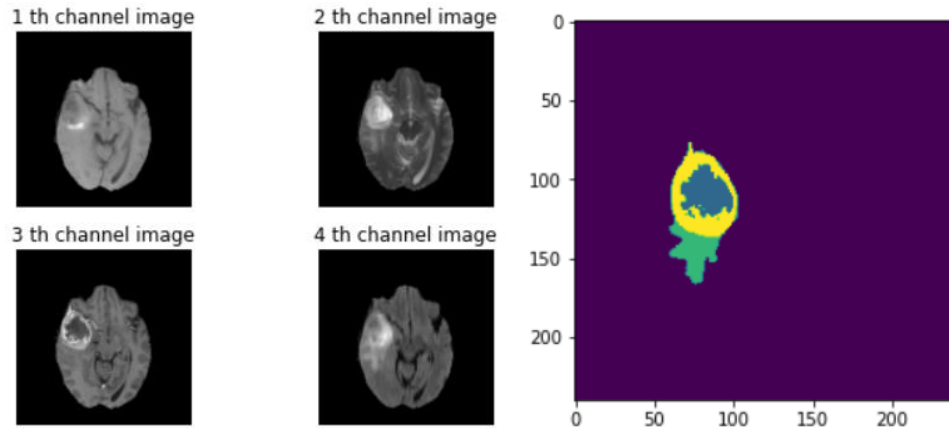 1 th channel image
2 th channel image
3 th channel image
4 th channel image
0
50
100
150
200
0
50
100
150
200